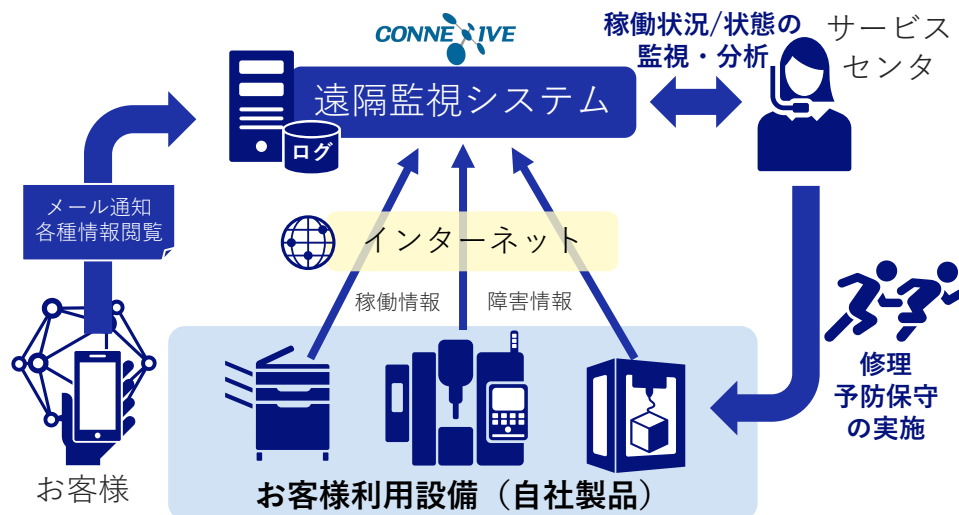 CONNEXIVE
稼働状況/状態の
監視・分析
サービス
センタ
遠隔監視システム
ログ
メール通知
各種情報閲覧
インターネット
稼働情報
障害情報
修理
予防保守
の実施
お客様
お客様利用設備（自社製品）